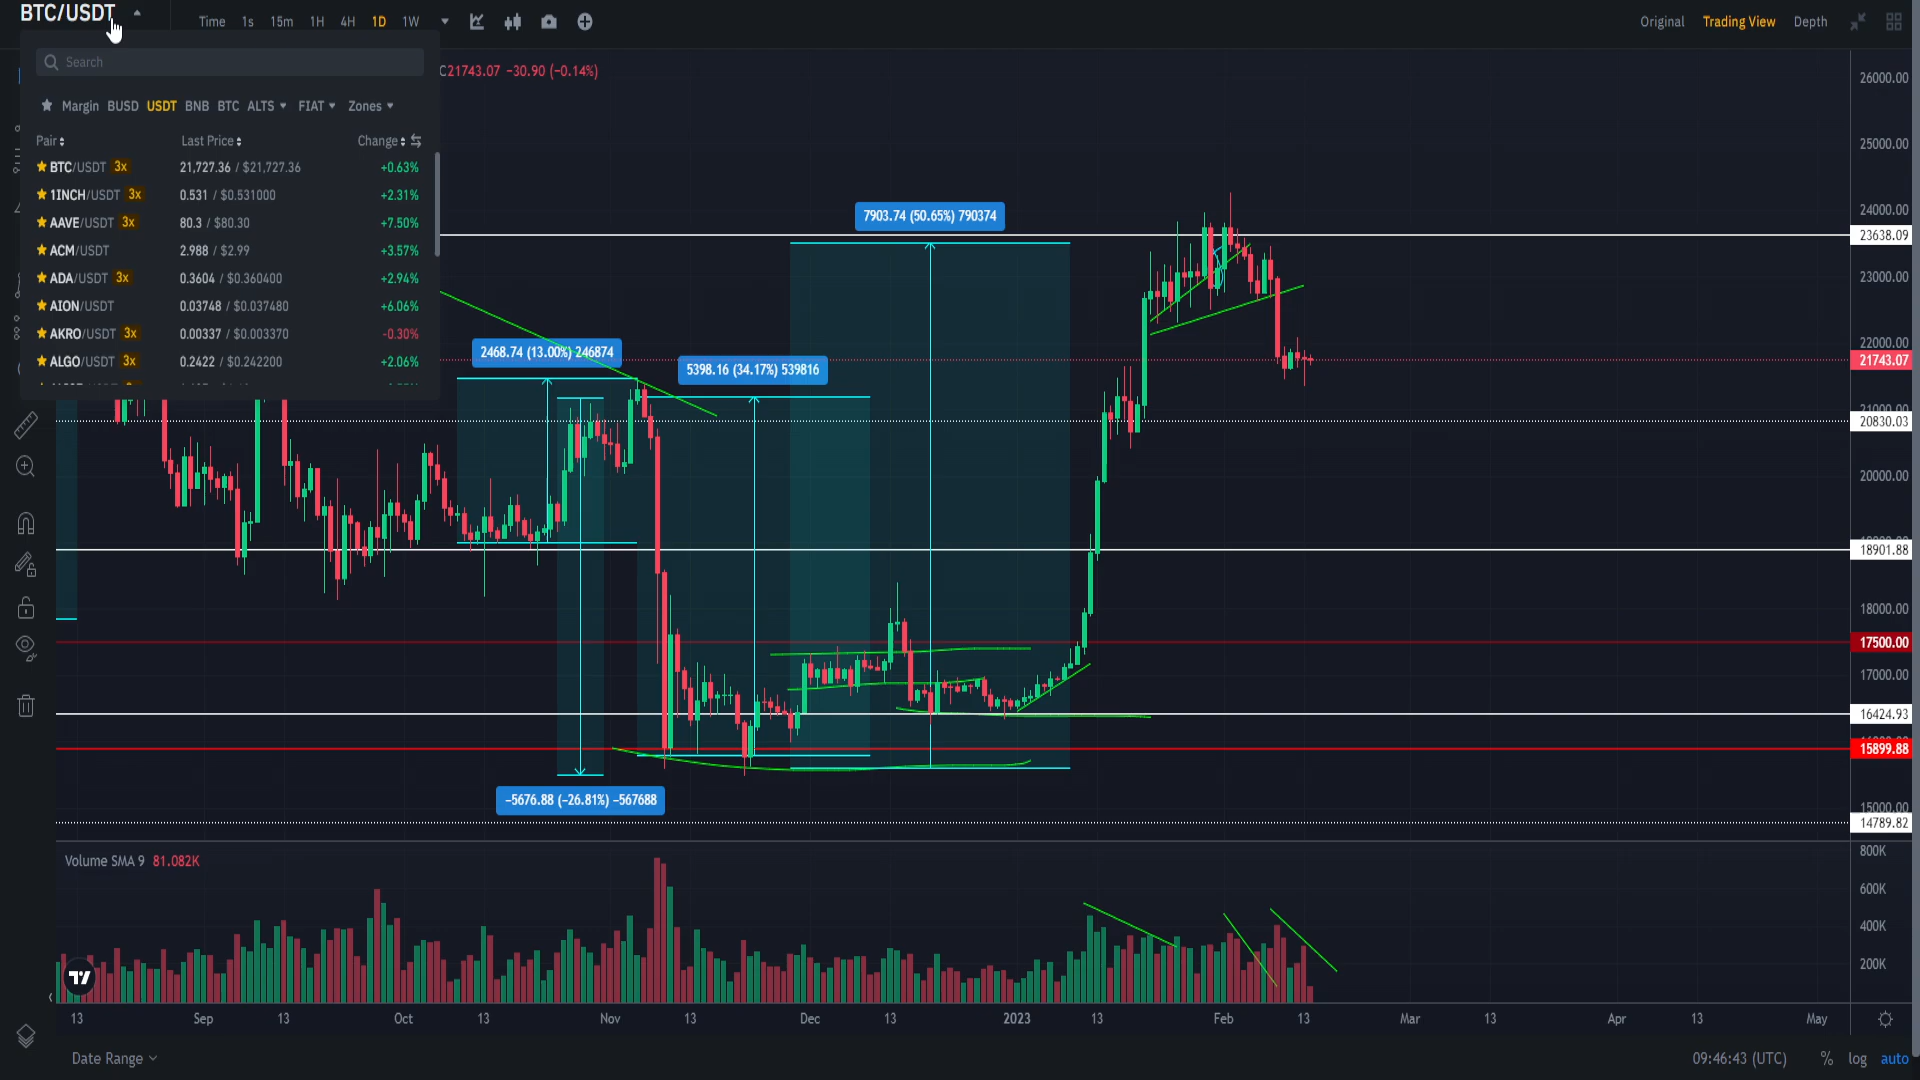 BTC/USDT
Time 1s 15m 1H 4H 1D 1W
Original Trading View Depth
Search
C21743.07 −30.90 (−0.14%)
Margin BUSD USDT BNB BTC ALTS FIAT Zones
Pair Last Price Change
BTC/USDT 3x 21,727.36 / $21,727.36 +0.63%
1INCH/USDT 3x 0.531 / $0.531000 +2.31%
AAVE/USDT 3x 80.3 / $80.30 +7.50%
ACM/USDT 2.988 / $2.99 +3.57%
ADA/USDT 3x 0.3604 / $0.360400 +2.94%
AION/USDT 0.03748 / $0.037480 +6.06%
AKRO/USDT 3x 0.00337 / $0.003370 -0.30%
ALGO/USDT 3x 0.2422 / $0.242200 +2.06%
7903.74 (50.65%) 790374
2468.74 (13.00%) 246874
5398.16 (34.17%) 539816
−5676.88 (−26.81%) −567688
26000.00
25000.00
24000.00
23638.09
23000.00
22000.00
21743.07
21000.00
20830.03
20000.00
18901.88
18000.00
17500.00
17000.00
16424.93
15899.88
15000.00
14789.82
Volume SMA 9 81.082K
800K
600K
400K
200K
13 Sep 13 Oct 13 Nov 13 Dec 13 2023 13 Feb 13 Mar 13 Apr 13 May
Date Range
09:46:43 (UTC) % log auto